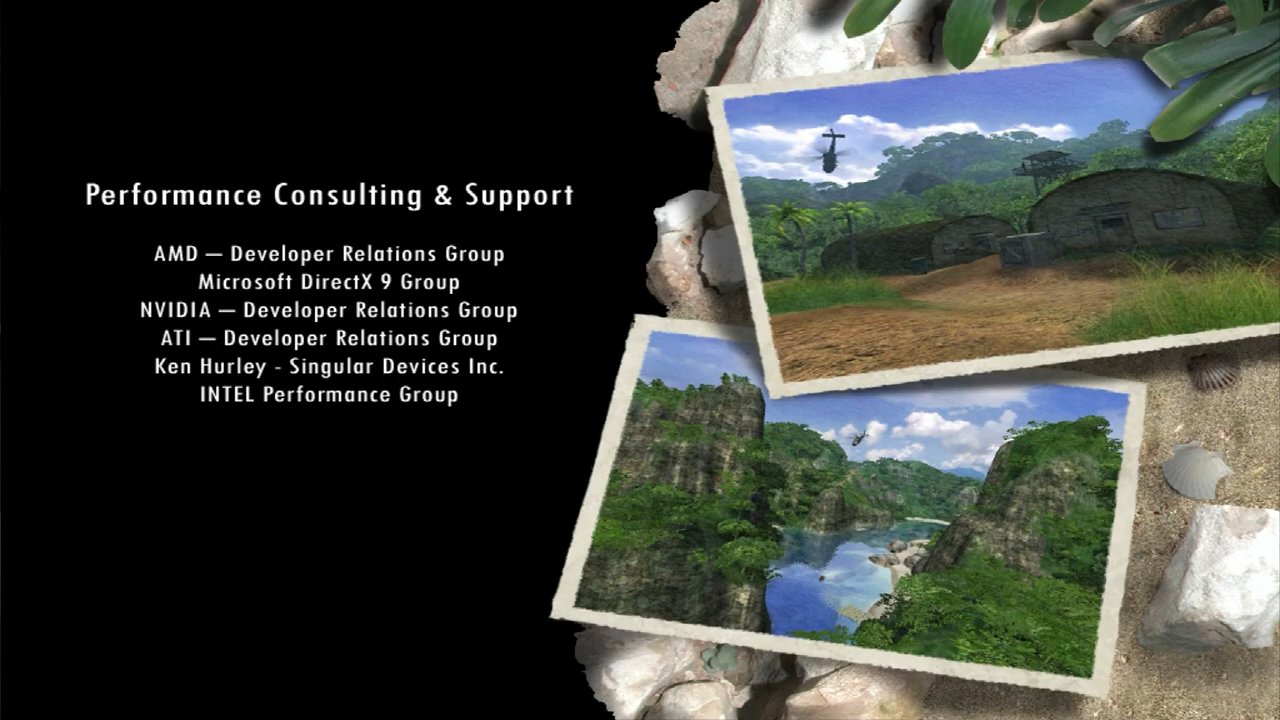 Performance Consulting & Support
AMD — Developer Relations Group
Microsoft DirectX 9 Group
NVIDIA — Developer Relations Group
ATI — Developer Relations Group
Ken Hurley - Singular Devices Inc.
INTEL Performance Group